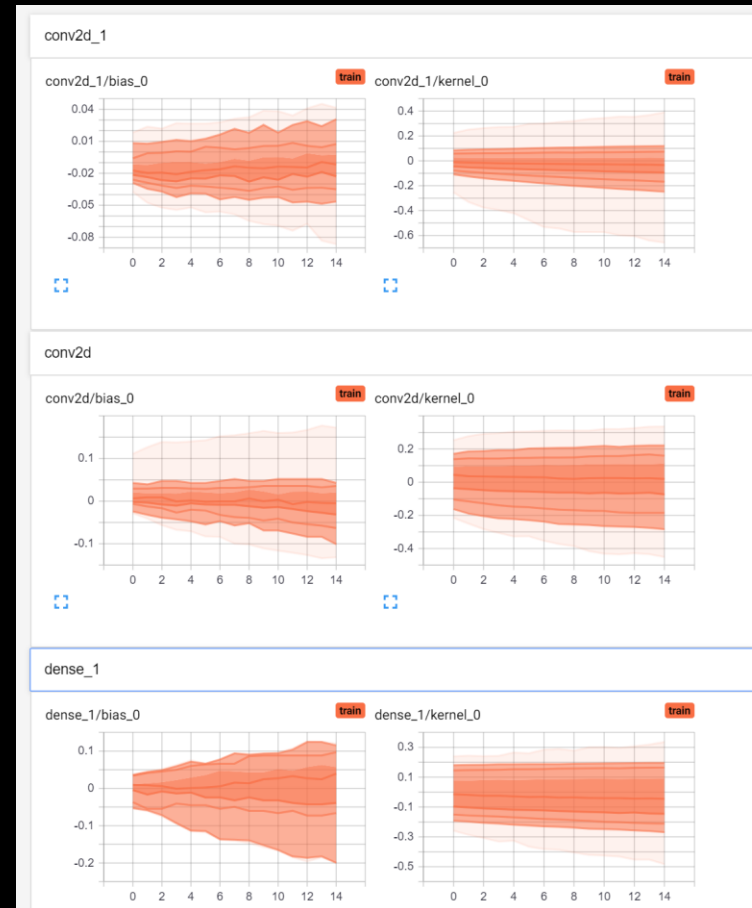 conv2d_1
conv2d_1/bias_0 train conv2d_1/kernel_0 train
0.04
0.01
-0.02
-0.05
-0.08
0 2 4 6 8 10 12 14
0.4
0.2
0
-0.2
-0.4
-0.6
0 2 4 6 8 10 12 14
conv2d
conv2d/bias_0 train conv2d/kernel_0 train
0.1
0
-0.1
0 2 4 6 8 10 12 14
0.2
0
-0.2
-0.4
0 2 4 6 8 10 12 14
dense_1
dense_1/bias_0 train dense_1/kernel_0 train
0.1
0
-0.1
-0.2
0 2 4 6 8 10 12 14
0.3
0.1
-0.1
-0.3
-0.5
0 2 4 6 8 10 12 14